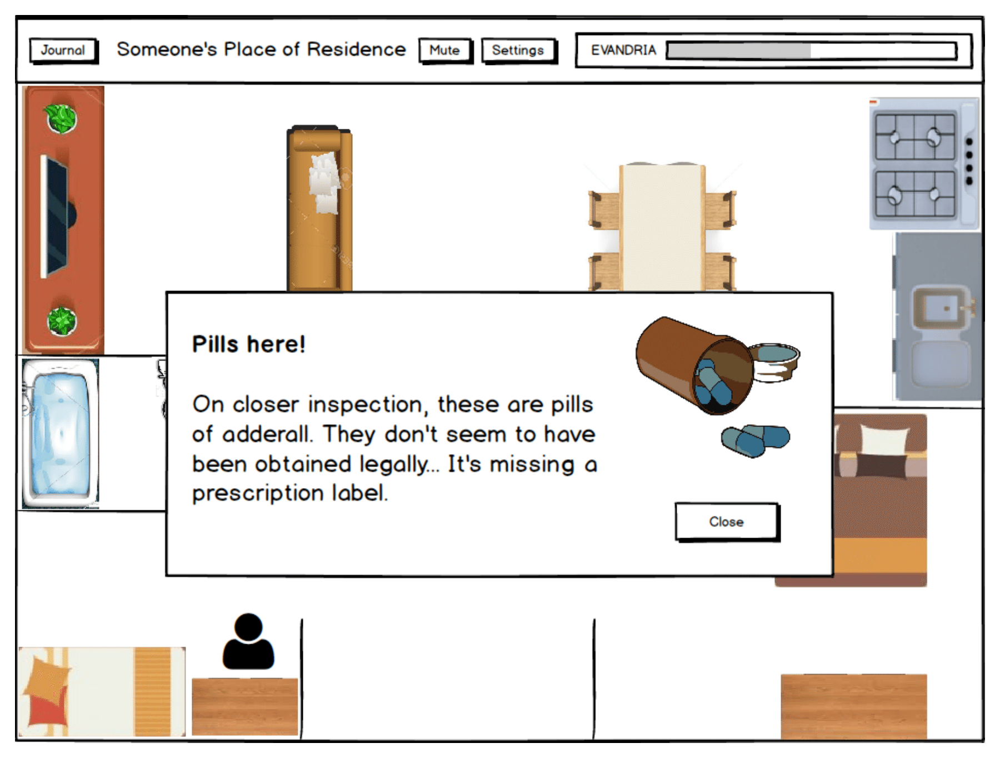 Journal
Someone's Place of Residence
Mute
Settings
EVANDRIA
Pills here!
On closer inspection, these are pills
of adderall. They don't seem to have
been obtained legally... It's missing a
prescription label.
Close